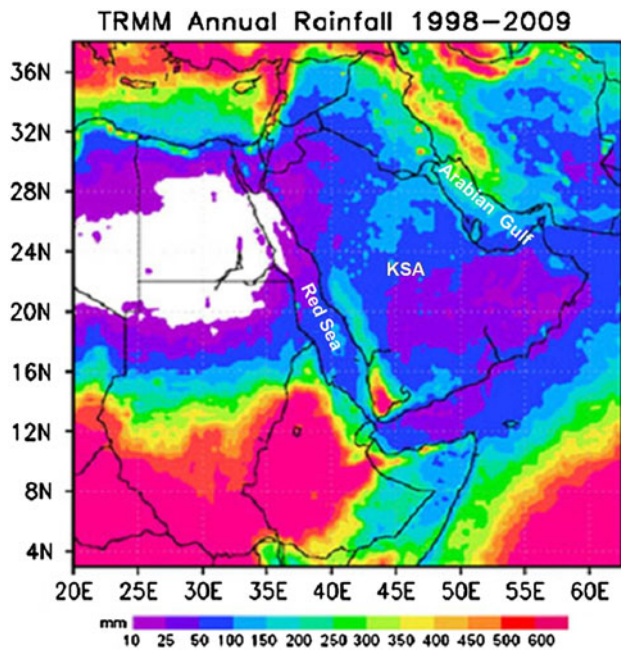 TRMM Annual Rainfall 1998–2009
36N
32N
28N
24N
20N
16N
12N
8N
4N
Arabian Gulf
KSA
Red Sea
20E 25E 30E 35E 40E 45E 50E 55E 60E
mm
10 25 50 100 150 200 250 300 350 400 450 500 600